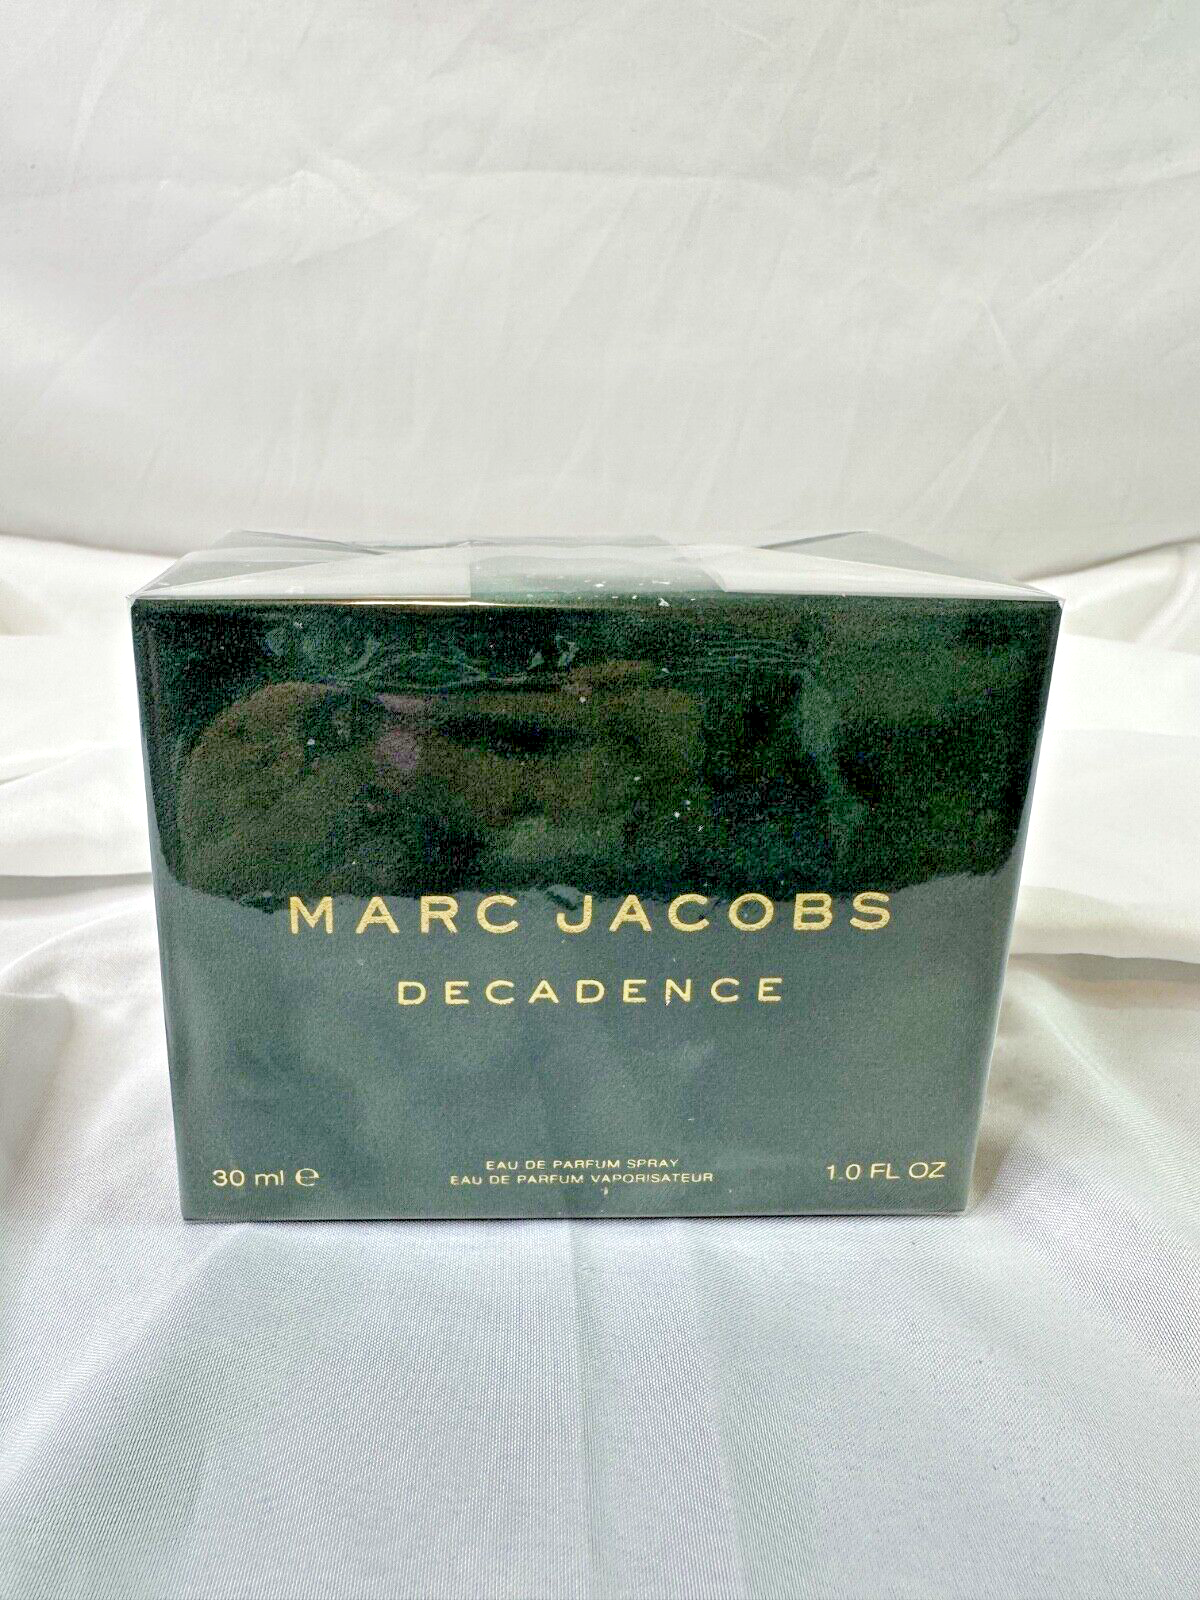 MARC JACOBS
DECADENCE
EAU DE PARFUM SPRAY
EAU DE PARFUM VAPORISATEUR
30 ml ℮
1.0 FL OZ